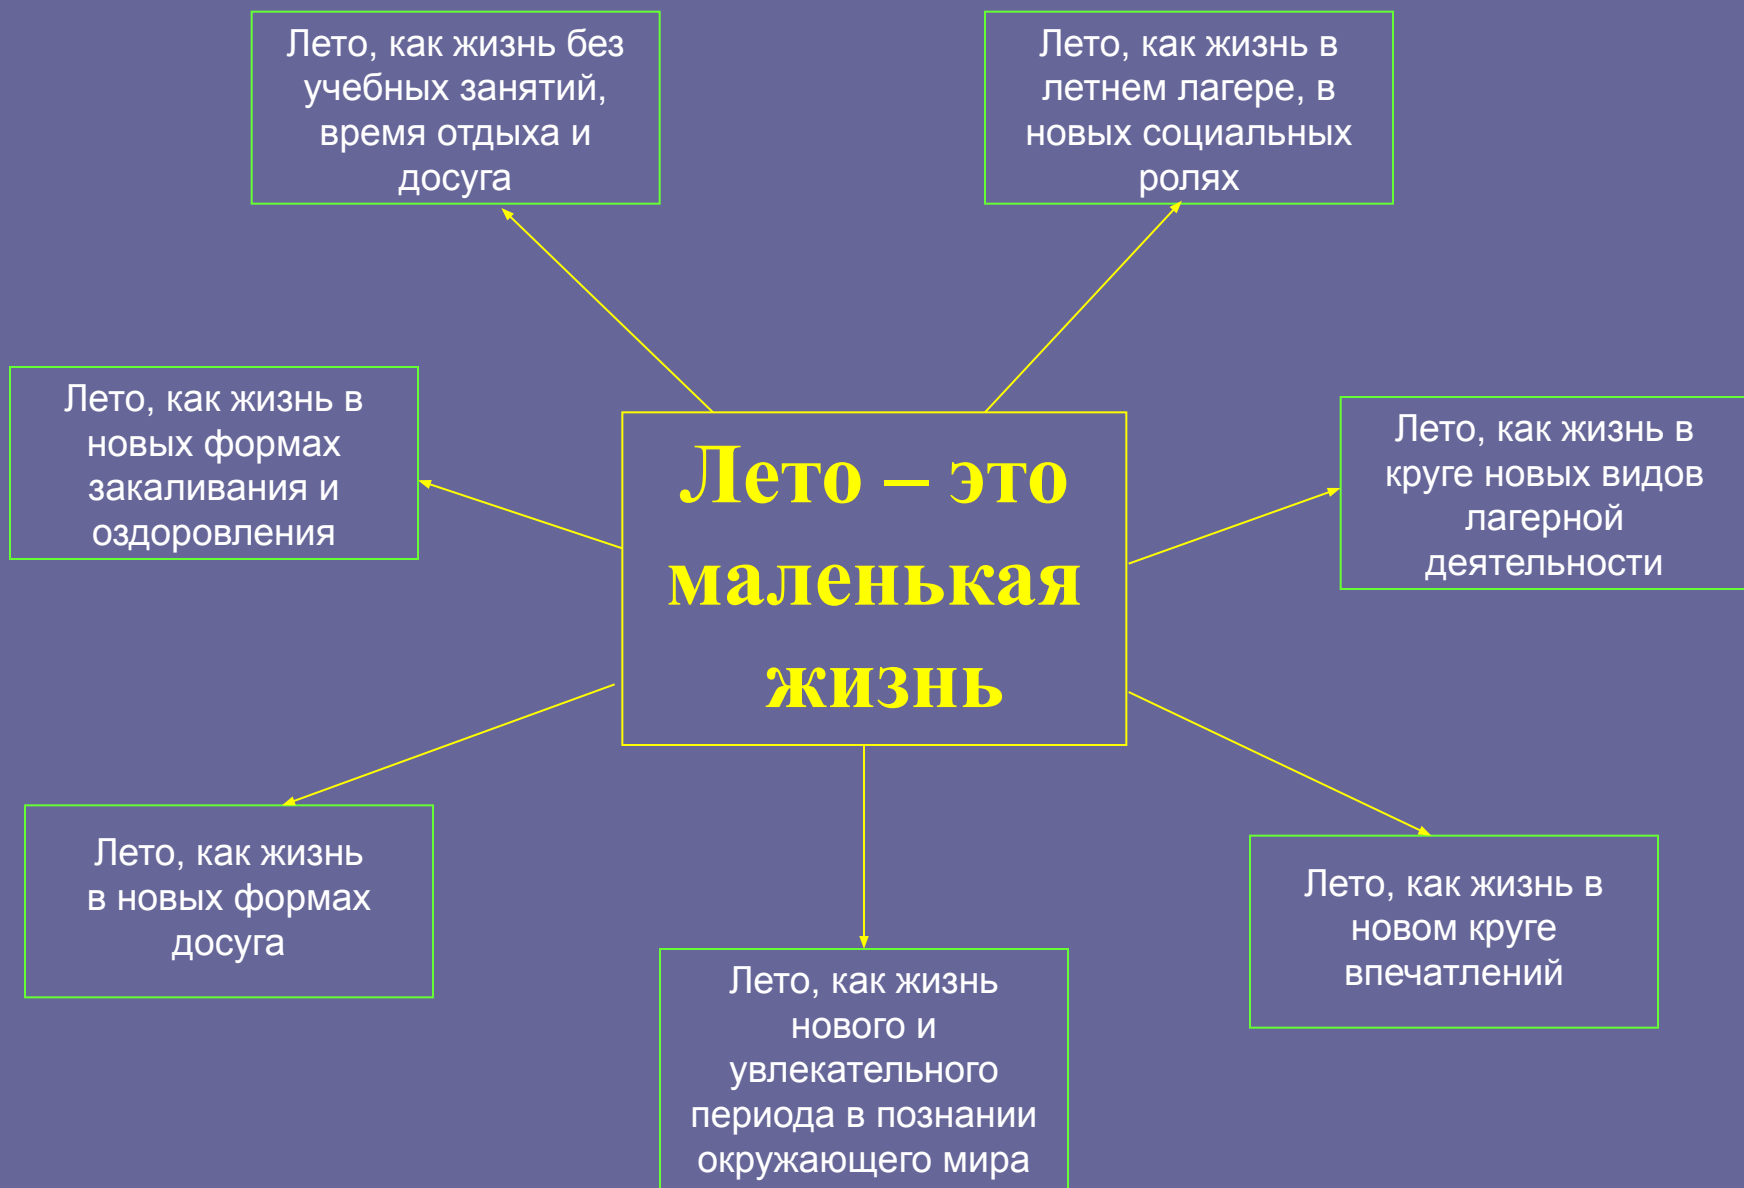 Лето, как жизнь без
учебных занятий,
время отдыха и
досуга
Лето, как жизнь в
летнем лагере, в
новых социальных
ролях
Лето, как жизнь в
новых формах
закаливания и
оздоровления
Лето – это
маленькая
жизнь
Лето, как жизнь в
круге новых видов
лагерной
деятельности
Лето, как жизнь
в новых формах
досуга
Лето, как жизнь
нового и
увлекательного
периода в познании
окружающего мира
Лето, как жизнь в
новом круге
впечатлений